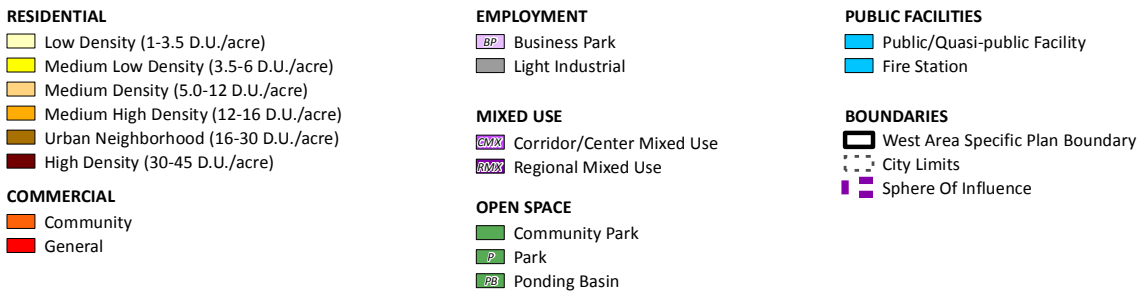 RESIDENTIAL
Low Density (1-3.5 D.U./acre)
Medium Low Density (3.5-6 D.U./acre)
Medium Density (5.0-12 D.U./acre)
Medium High Density (12-16 D.U./acre)
Urban Neighborhood (16-30 D.U./acre)
High Density (30-45 D.U./acre)
COMMERCIAL
Community
General
EMPLOYMENT
BP Business Park
Light Industrial
MIXED USE
CMX Corridor/Center Mixed Use
RMX Regional Mixed Use
OPEN SPACE
Community Park
P Park
PB Ponding Basin
PUBLIC FACILITIES
Public/Quasi-public Facility
Fire Station
BOUNDARIES
West Area Specific Plan Boundary
City Limits
Sphere Of Influence